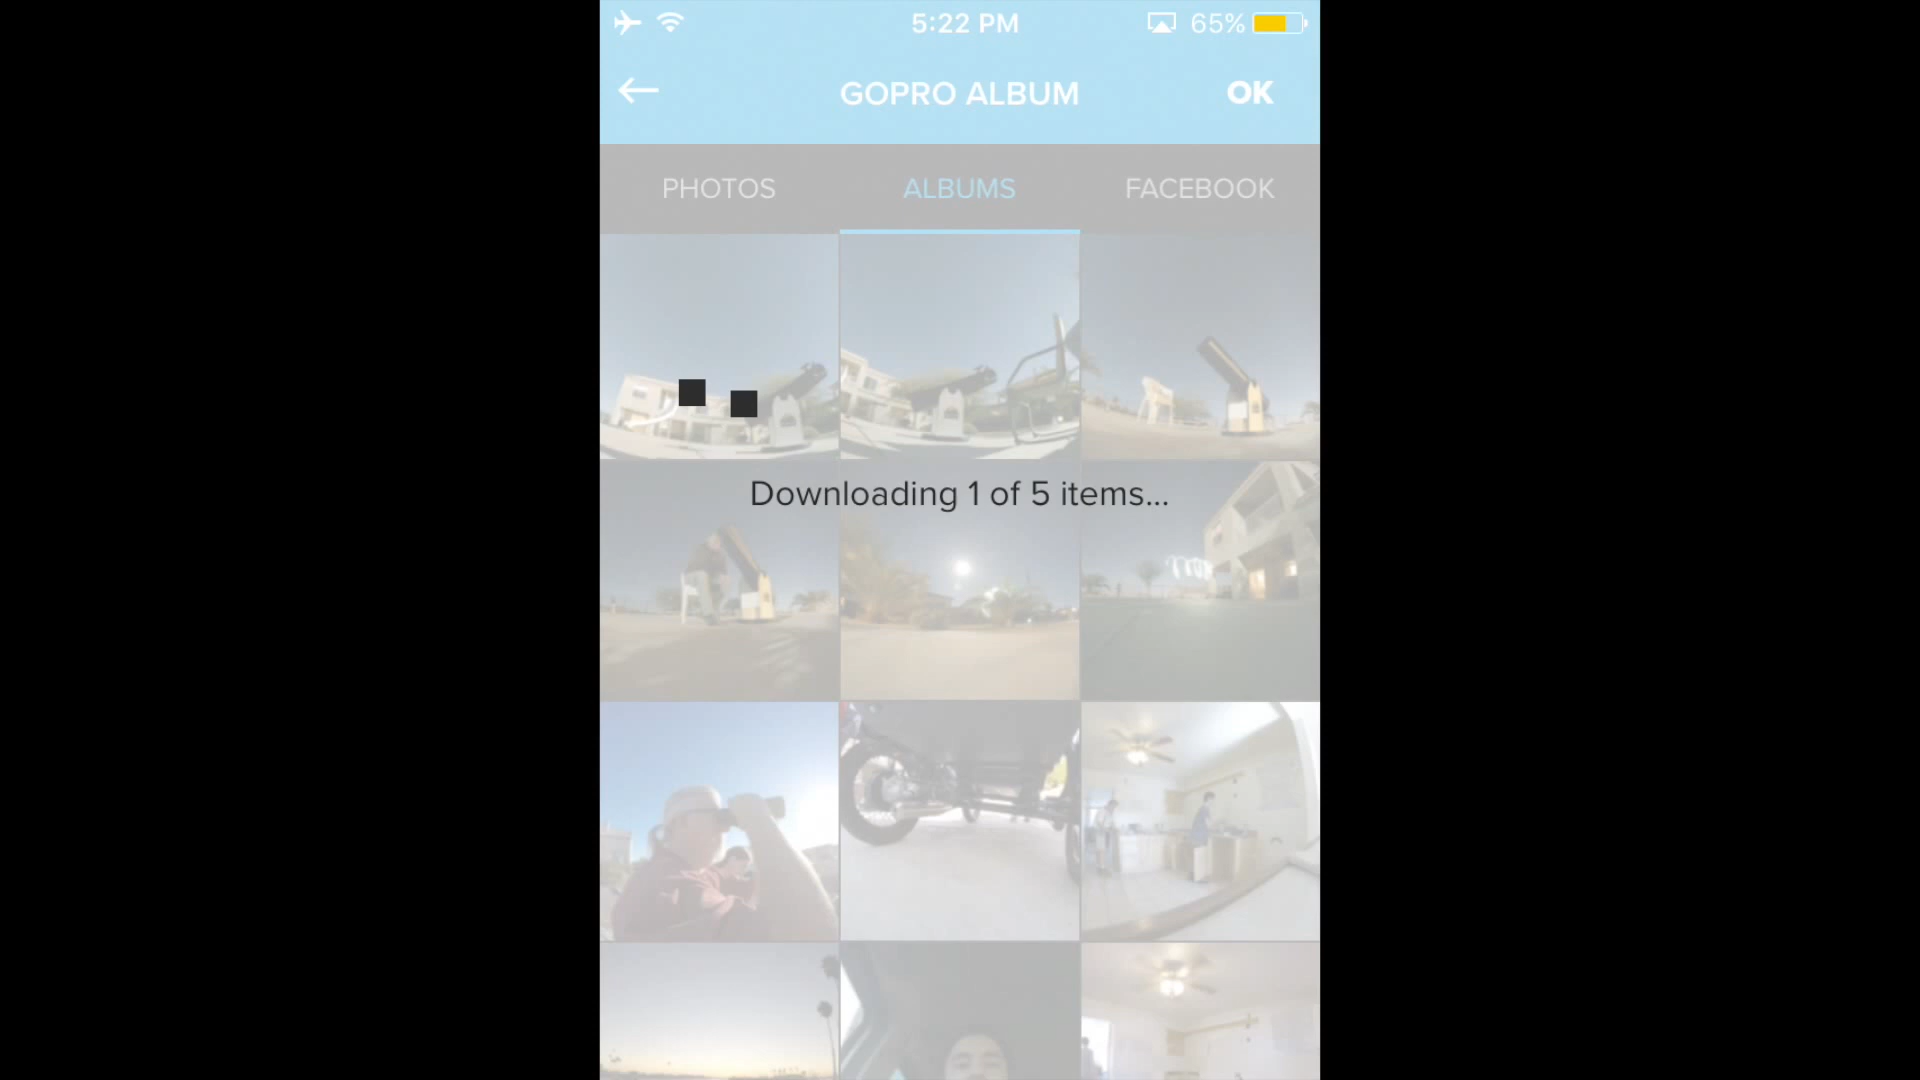 5:22 PM
65%
GOPRO ALBUM
OK
PHOTOS
ALBUMS
FACEBOOK
Downloading 1 of 5 items...